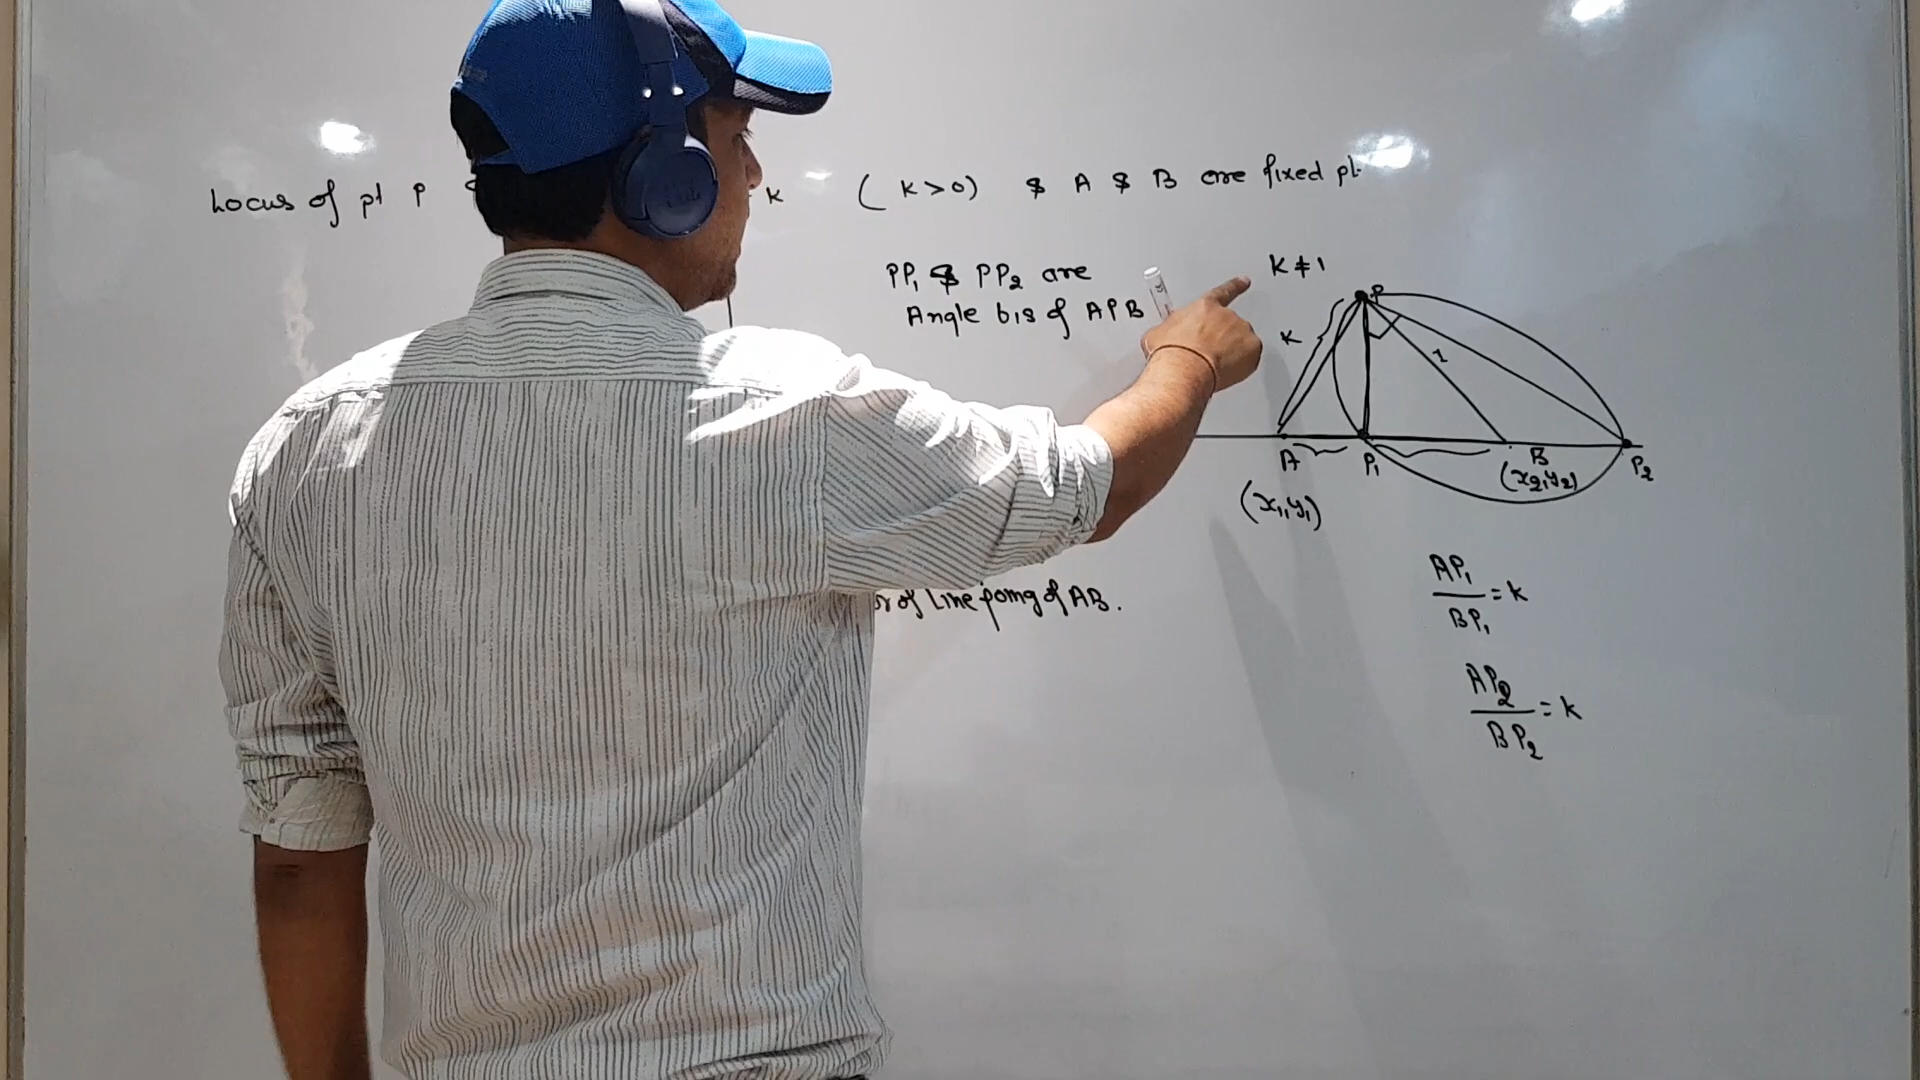 Locus of pt P
k ( k > 0 ) & A & B are fixed pt.
PP₁ & PP₂ are
Angle bis of APB
k ≠ 1
P
k
1
A P₁ B P₂
(x₁,y₁) (x₂,y₂)
of Line joing of AB.
AP₁/BP₁ = k
AP₂/BP₂ = k